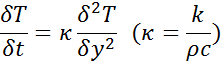 δT/δt = κ δ²T/δy² (κ = k/ρc)